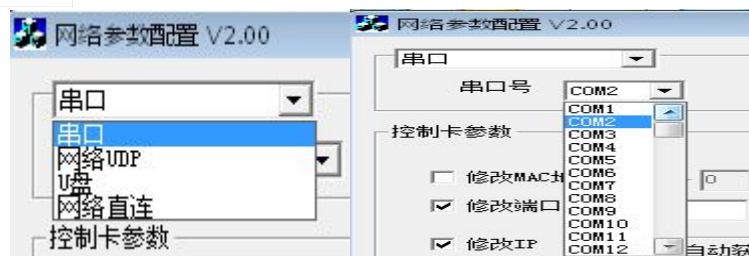 网络参数配置 V2.00
串口
串口
网络UDP
U盘
网络直连
控制卡参数
网络参数配置 V2.00
串口
串口号
COM2
COM1
COM2
COM3
COM4
COM5
COM6
COM7
COM8
COM9
COM10
COM11
COM12
控制卡参数
修改MAC
0
修改端口
修改IP
自动获